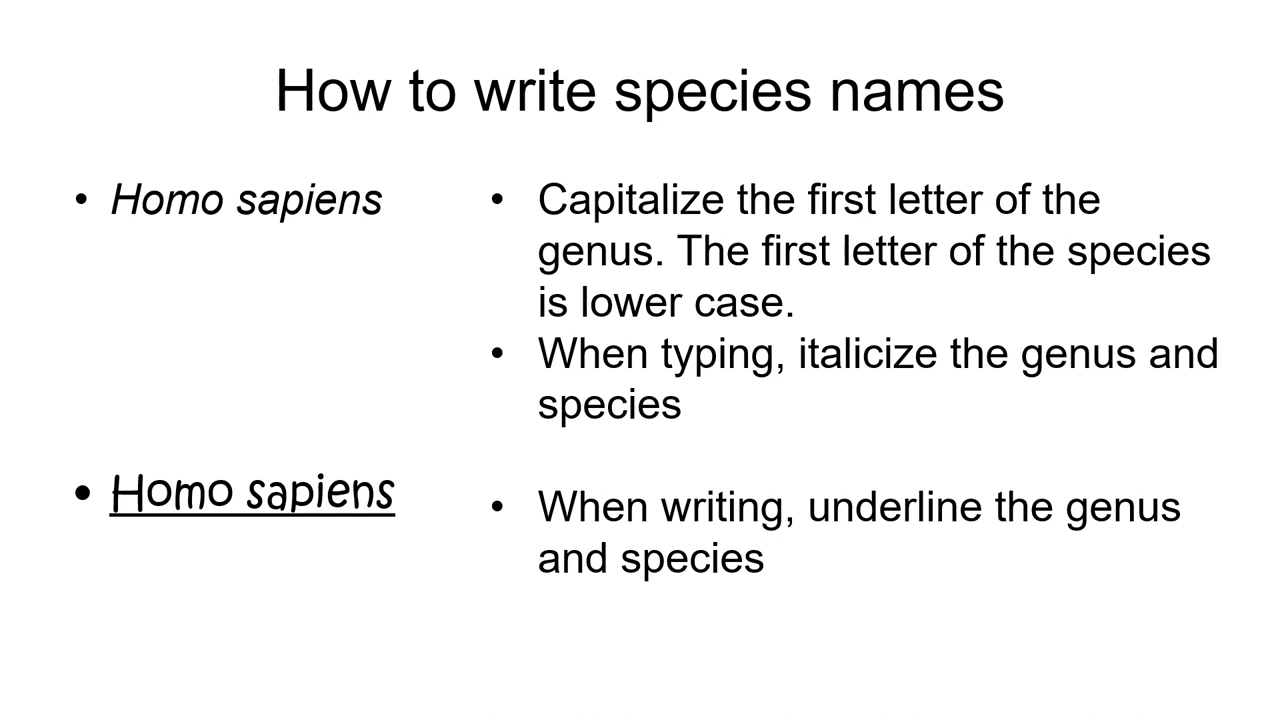 How to write species names
• Homo sapiens
• Homo sapiens
• Capitalize the first letter of the
genus. The first letter of the species
is lower case.
• When typing, italicize the genus and
species
• When writing, underline the genus
and species